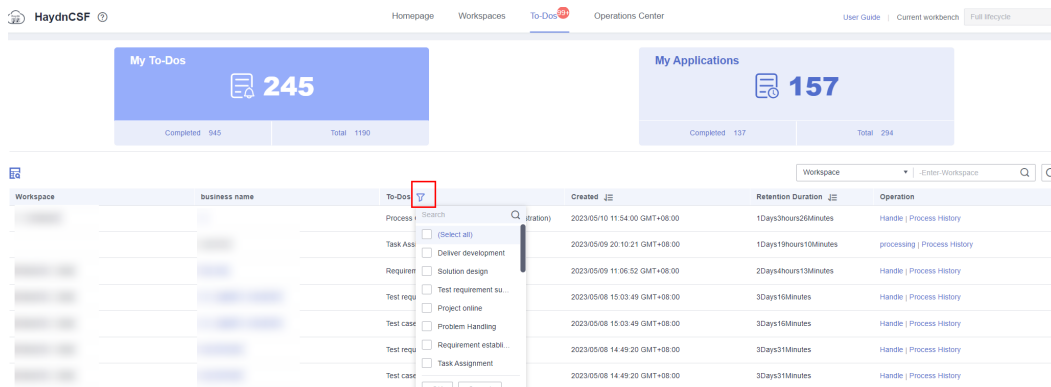 HaydnCSF Homepage Workspaces To-Dos 99+ Operations Center User Guide | Current workbench Full lifecycle
My To-Dos
245
Completed 945 Total 1190
My Applications
157
Completed 137 Total 294
Workspace -Enter-Workspace
Workspace business name To-Dos Created Retention Duration Operation
Process stration) 2023/05/10 11:54:00 GMT+08:00 1Days3hours26Minutes Handle | Process History
Task Ass 2023/05/09 20:10:21 GMT+08:00 1Days19hours10Minutes processing | Process History
Requirem 2023/05/09 11:06:52 GMT+08:00 2Days4hours13Minutes Handle | Process History
Test requ 2023/05/08 15:03:49 GMT+08:00 3Days16Minutes Handle | Process History
Test case 2023/05/08 15:03:49 GMT+08:00 3Days16Minutes Handle | Process History
Test requ 2023/05/08 14:49:20 GMT+08:00 3Days31Minutes Handle | Process History
Test case 2023/05/08 14:49:20 GMT+08:00 3Days31Minutes Handle | Process History
Search
(Select all)
Deliver development
Solution design
Test requirement su...
Project online
Problem Handling
Requirement establi...
Task Assignment